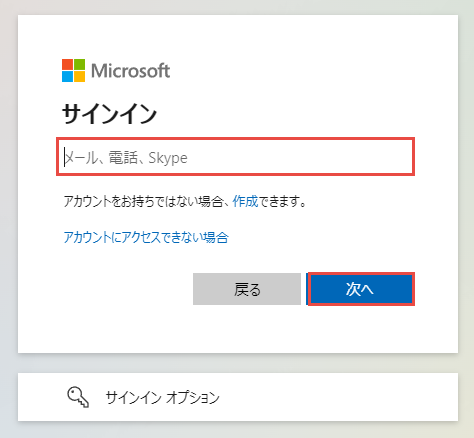 Microsoft
サインイン
メール、電話、Skype
アカウントをお持ちではない場合、作成できます。
アカウントにアクセスできない場合
戻る 次へ
サインイン オプション